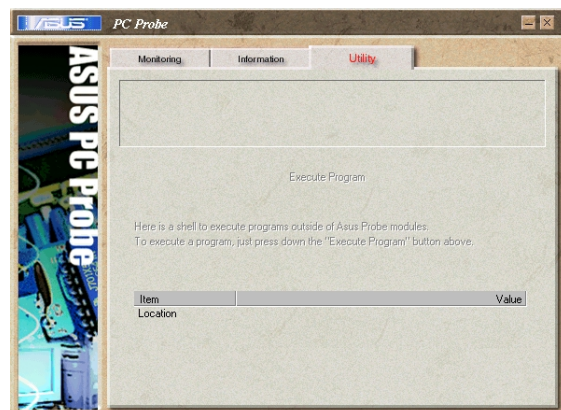 ASUS PC Probe
Monitoring Information Utility
ASUS PC Probe
Execute Program
Here is a shell to execute programs outside of Asus Probe modules.
To execute a program, just press down the "Execute Program" button above.
Item Value
Location